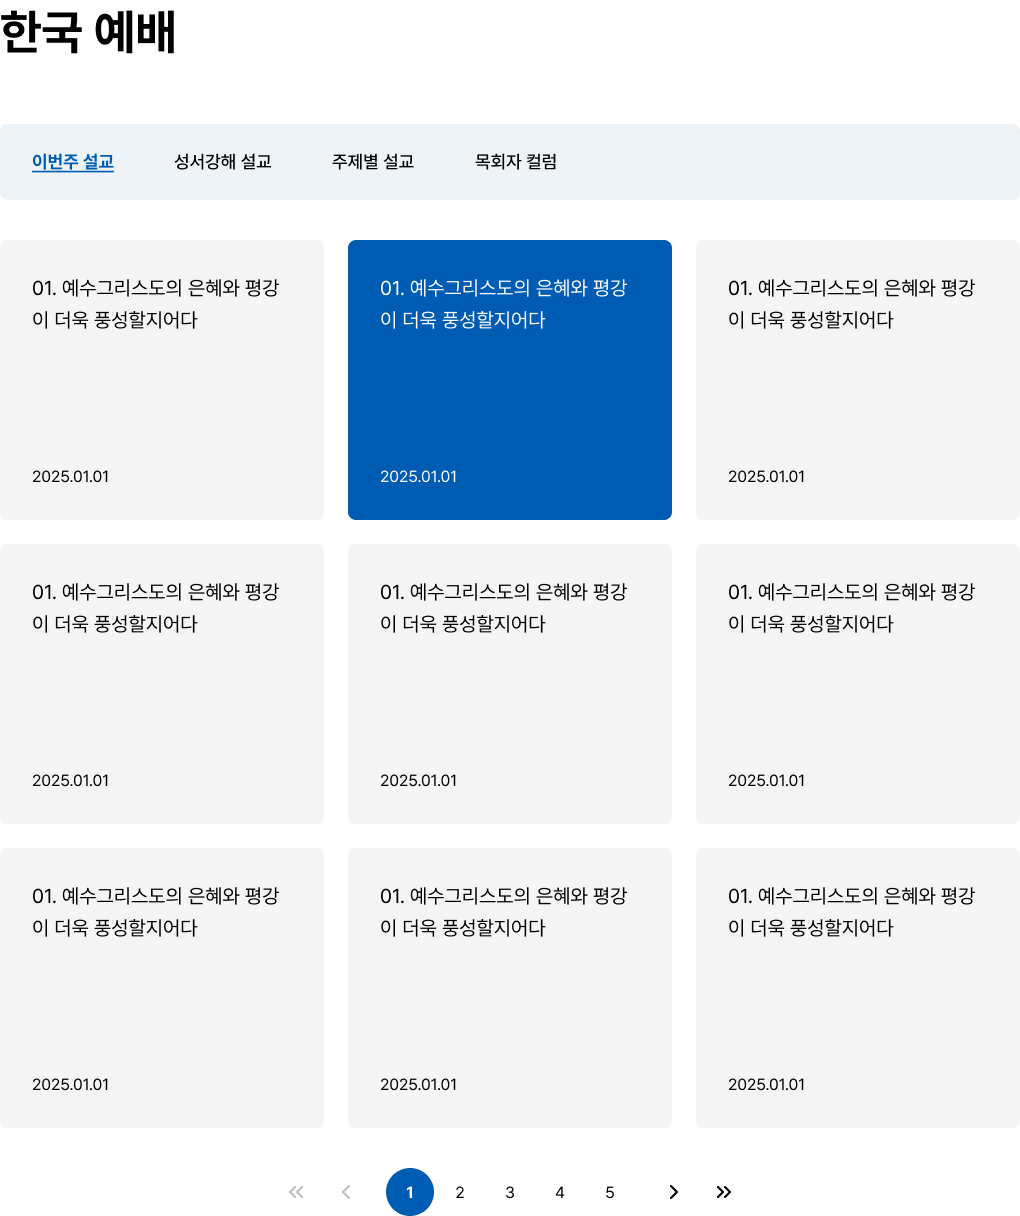 한국 예배
이번주 설교 성서강해 설교 주제별 설교 목회자 컬럼
01. 예수그리스도의 은혜와 평강
이 더욱 풍성할지어다
2025.01.01
01. 예수그리스도의 은혜와 평강
이 더욱 풍성할지어다
2025.01.01
01. 예수그리스도의 은혜와 평강
이 더욱 풍성할지어다
2025.01.01
01. 예수그리스도의 은혜와 평강
이 더욱 풍성할지어다
2025.01.01
01. 예수그리스도의 은혜와 평강
이 더욱 풍성할지어다
2025.01.01
01. 예수그리스도의 은혜와 평강
이 더욱 풍성할지어다
2025.01.01
01. 예수그리스도의 은혜와 평강
이 더욱 풍성할지어다
2025.01.01
01. 예수그리스도의 은혜와 평강
이 더욱 풍성할지어다
2025.01.01
01. 예수그리스도의 은혜와 평강
이 더욱 풍성할지어다
2025.01.01
1 2 3 4 5